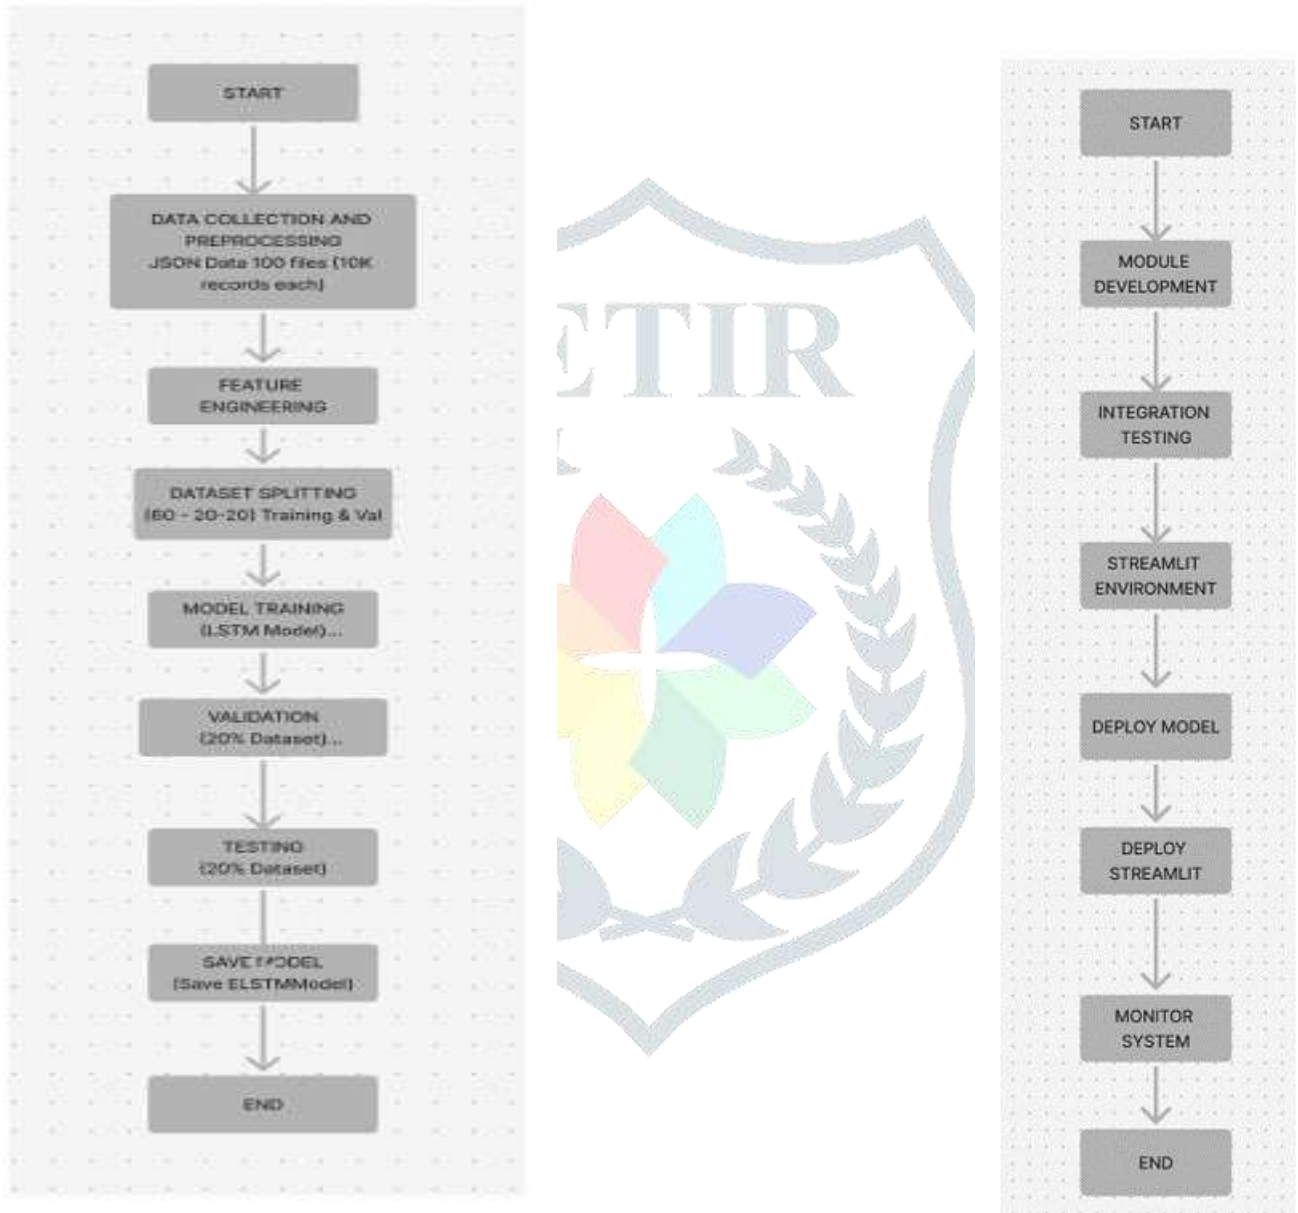 START
DATA COLLECTION AND
PREPROCESSING
JSON Data 100 files (10K
records each)
FEATURE
ENGINEERING
DATASET SPLITTING
(60 - 20-20) Training & Val
MODEL TRAINING
(LSTM Model)...
VALIDATION
(20% Dataset)...
TESTING
(20% Dataset)
SAVE MODEL
(Save ELSTMModel)
END
ETIR
START
MODULE
DEVELOPMENT
INTEGRATION
TESTING
STREAMLIT
ENVIRONMENT
DEPLOY MODEL
DEPLOY
STREAMLIT
MONITOR
SYSTEM
END